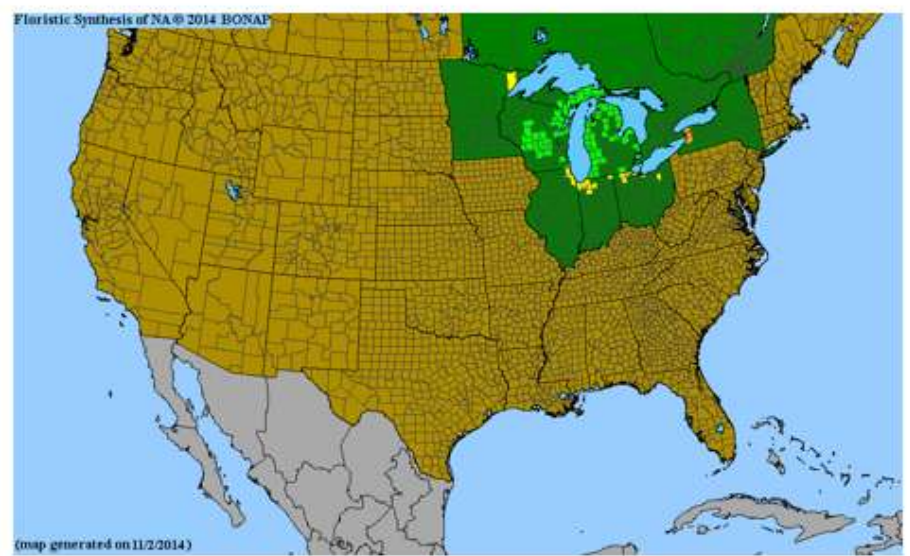 Floristic Synthesis of NA © 2014 BONAP
(map generated on 11/2/2014)